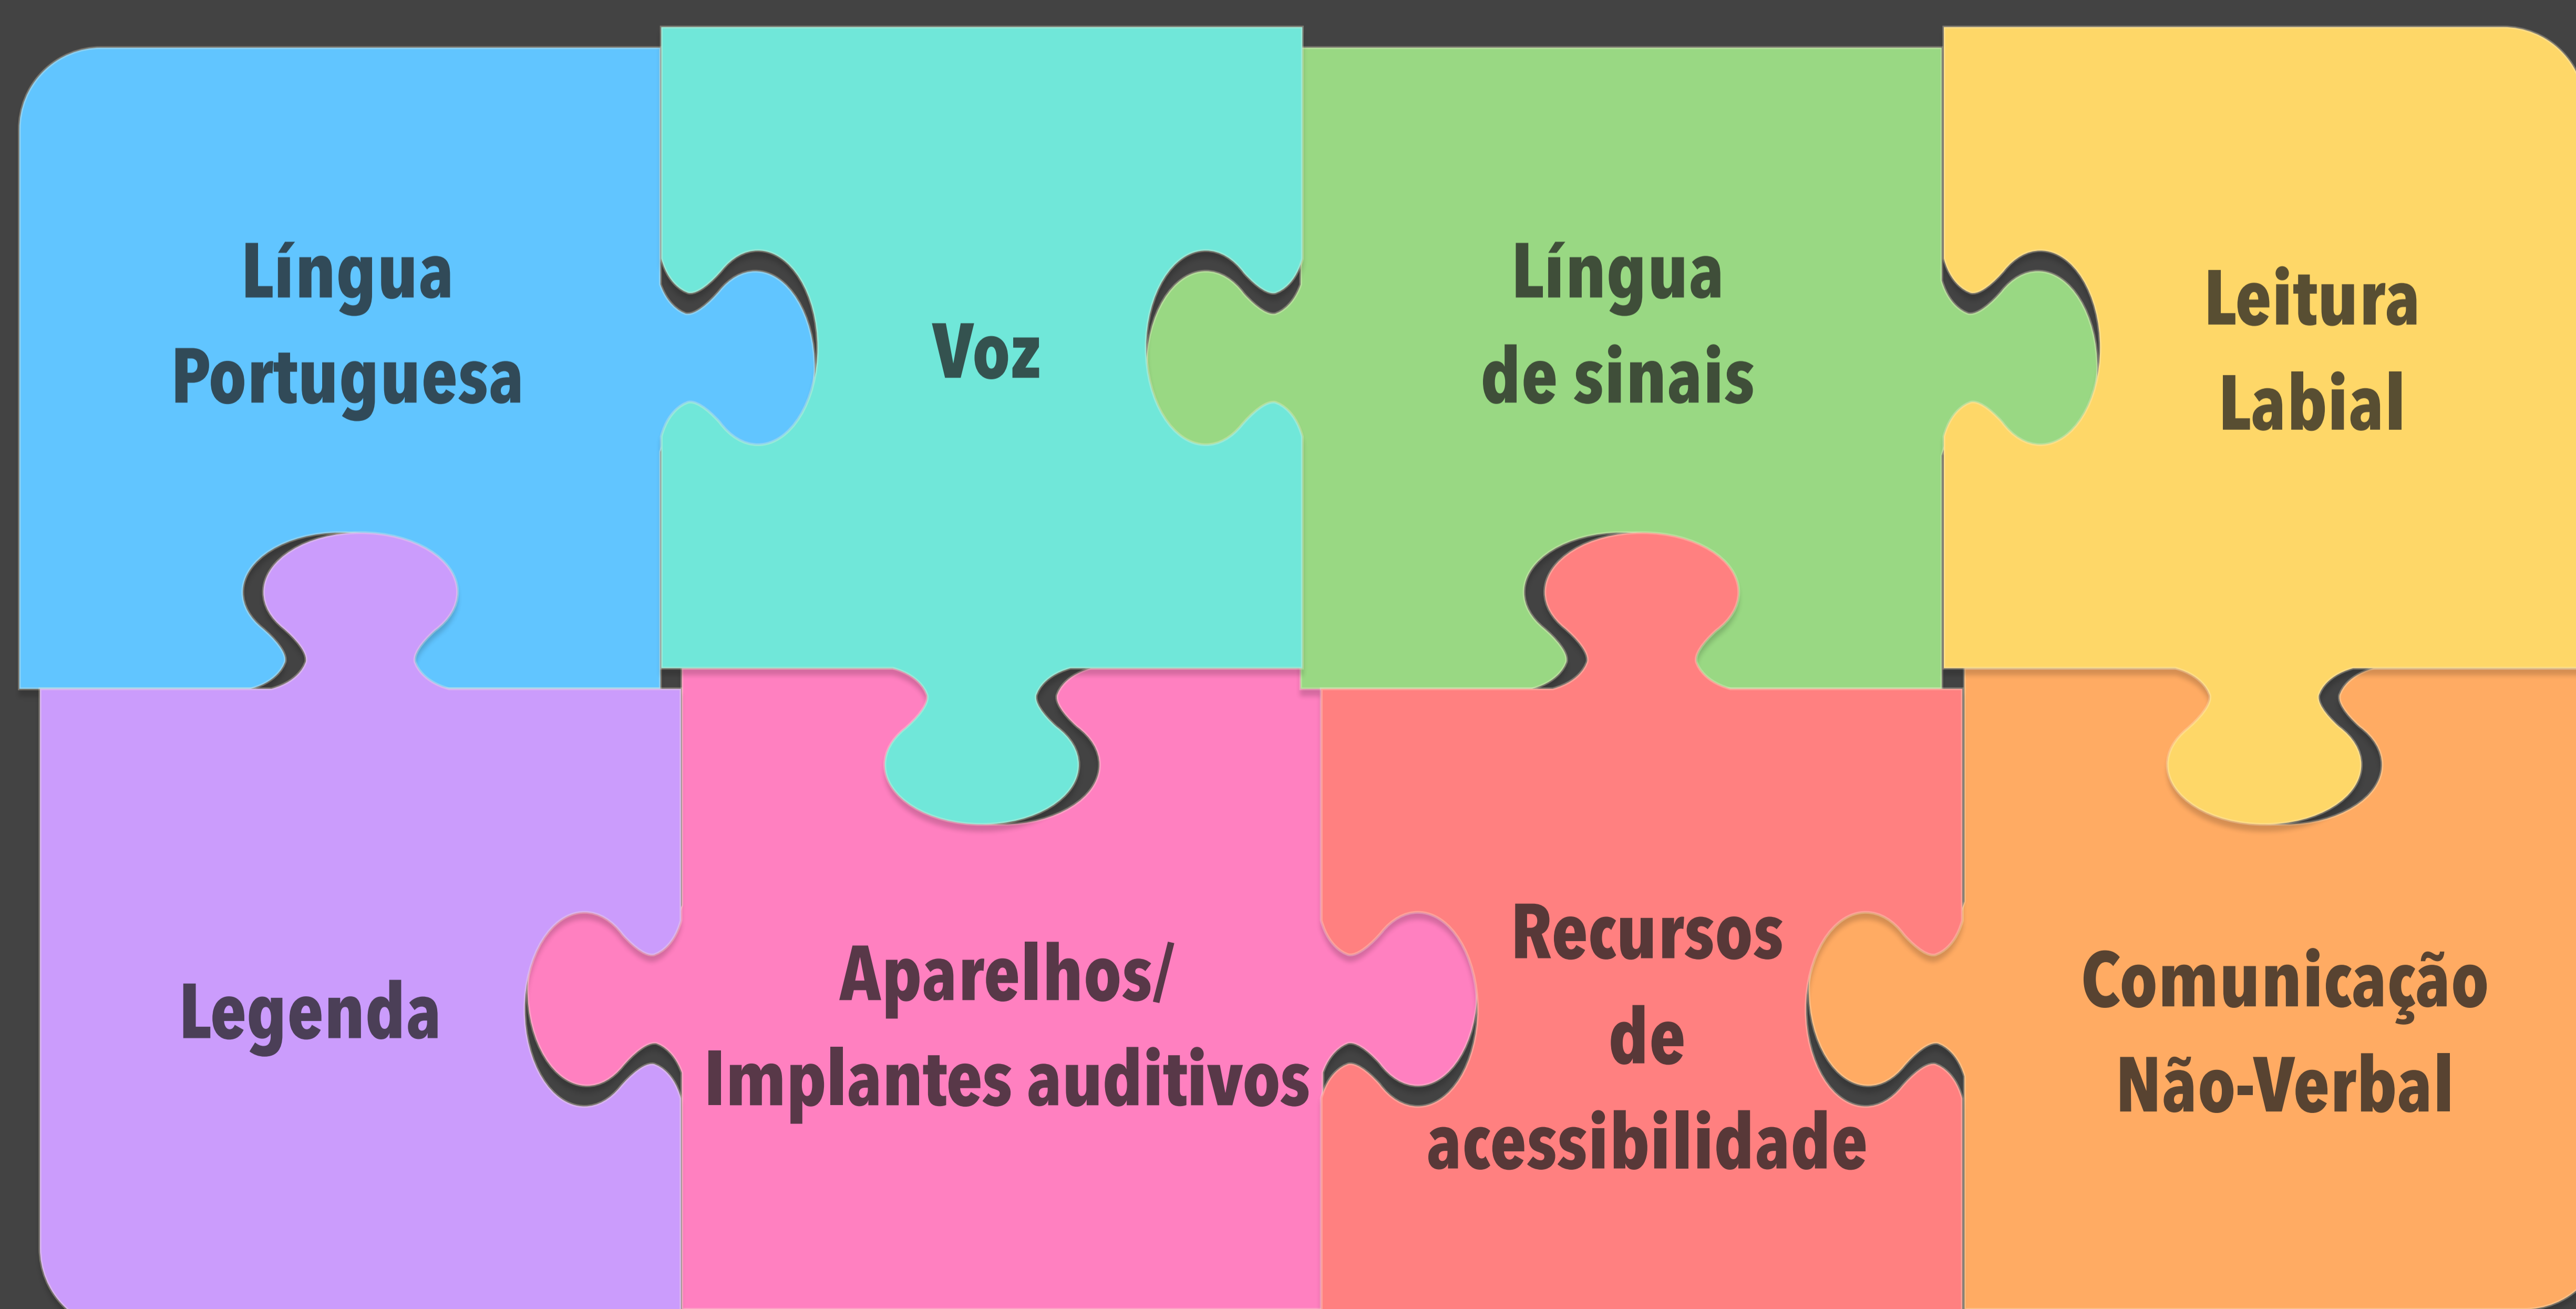 Língua
Portuguesa
Voz
Língua
de sinais
Leitura
Labial
Legenda
Aparelhos/
Implantes auditivos
Recursos
de
acessibilidade
Comunicação
Não-Verbal